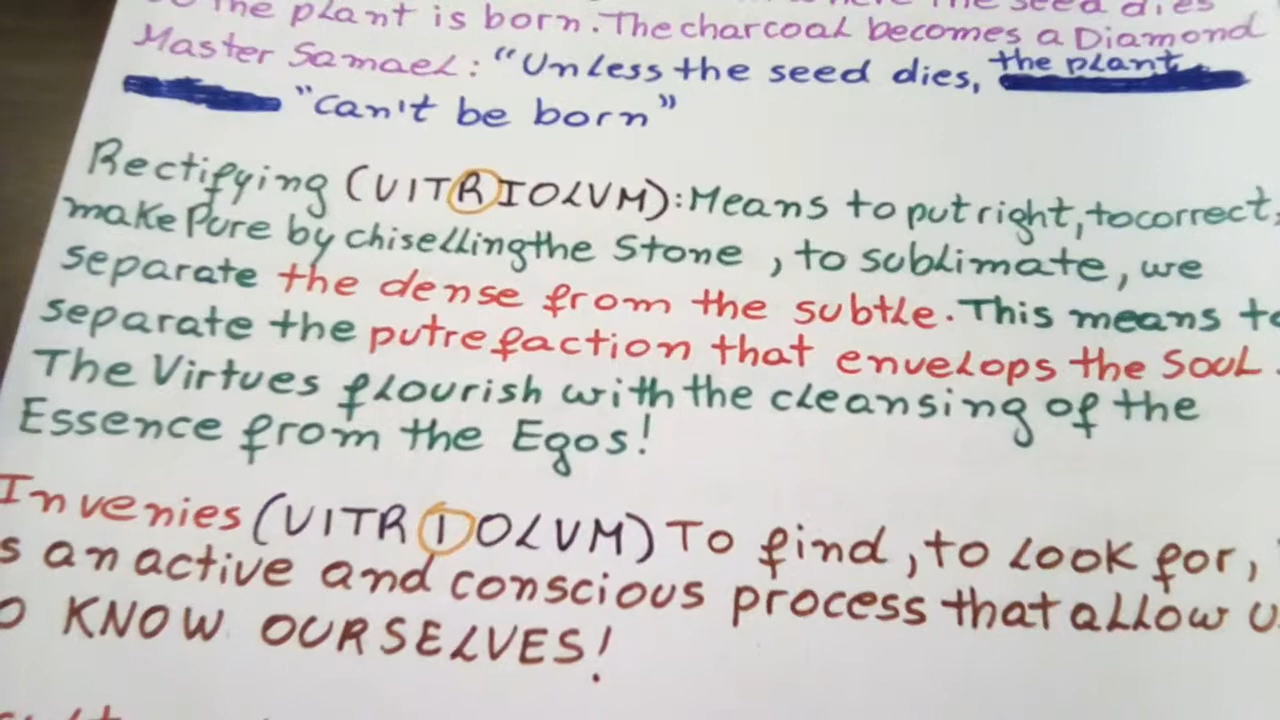 the plant is born. The charcoal becomes a Diamond
Master Samael: "Unless the seed dies, the plant
"can't be born"
Rectifying (VITRIOLVM): Means to put right, to correct,
make Pure by chiselling the Stone, to sublimate, we
separate the dense from the subtle. This means to
separate the putrefaction that envelops the Soul.
The Virtues flourish with the cleansing of the
Essence from the Egos!
Invenies (VITRIOLVM) To find, to look for,
s an active and conscious process that allow u
O KNOW OURSELVES!